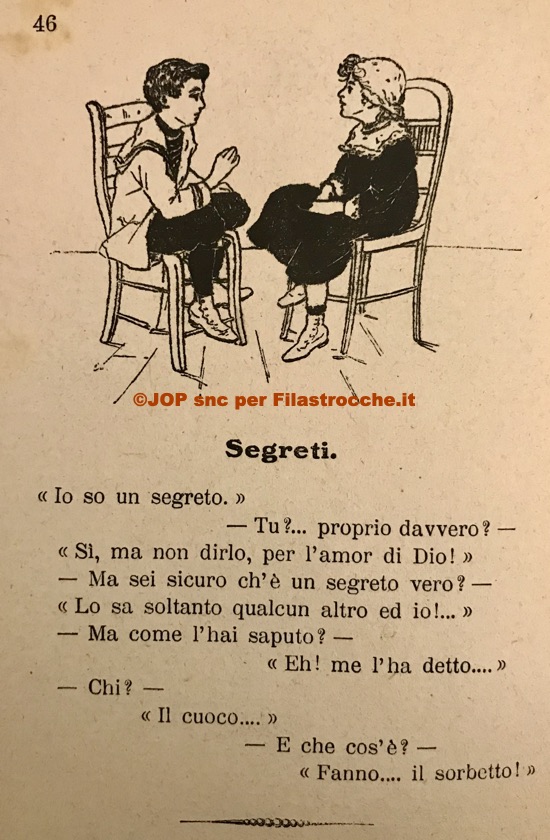 46
©JOP snc per Filastrocche.it
Segreti.
« Io so un segreto. »
— Tu?... proprio davvero? —
« Sì, ma non dirlo, per l'amor di Dio! »
— Ma sei sicuro ch'è un segreto vero? —
« Lo sa soltanto qualcun altro ed io!... »
— Ma come l'hai saputo? —
« Eh! me l'ha detto.... »
— Chi? —
« Il cuoco.... »
— E che cos'è? —
« Fanno.... il sorbetto! »